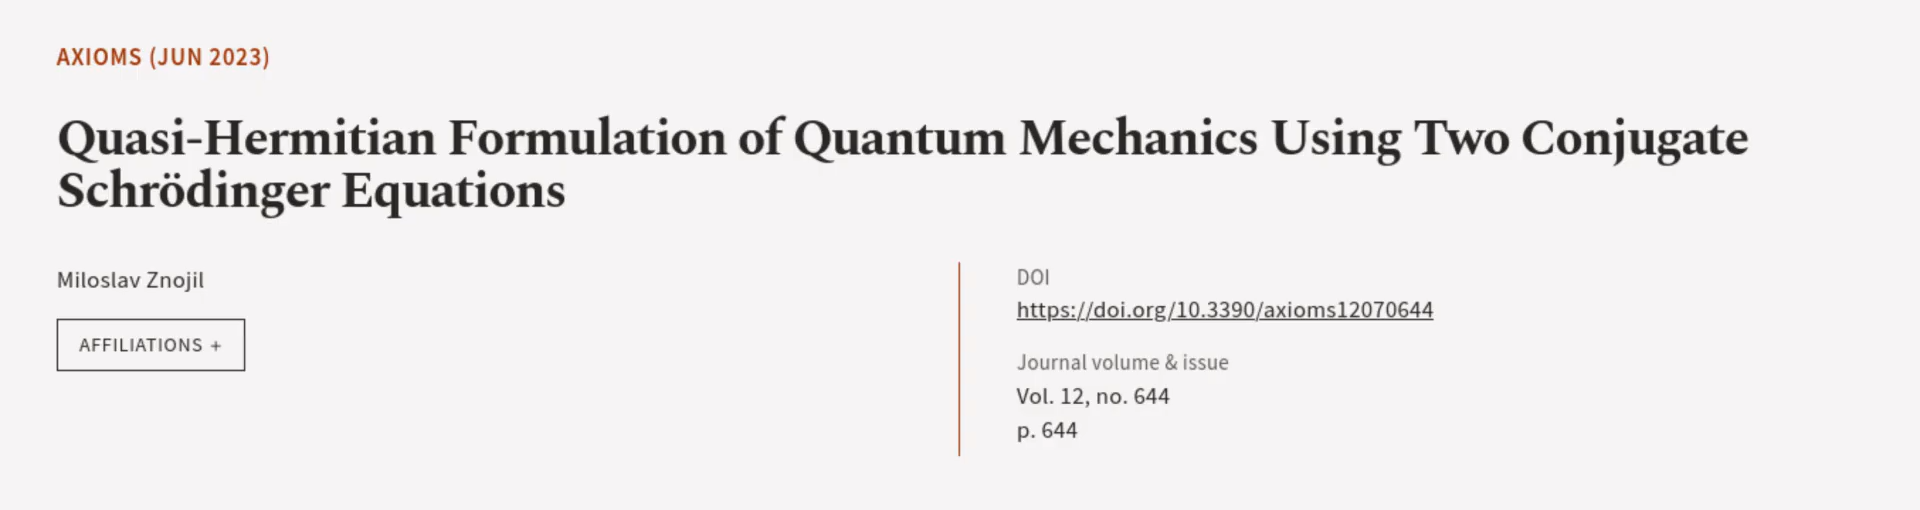 AXIOMS (JUN 2023)
Quasi-Hermitian Formulation of Quantum Mechanics Using Two Conjugate
Schrödinger Equations
Miloslav Znojil
AFFILIATIONS +
DOI
https://doi.org/10.3390/axioms12070644
Journal volume & issue
Vol. 12, no. 644
p. 644